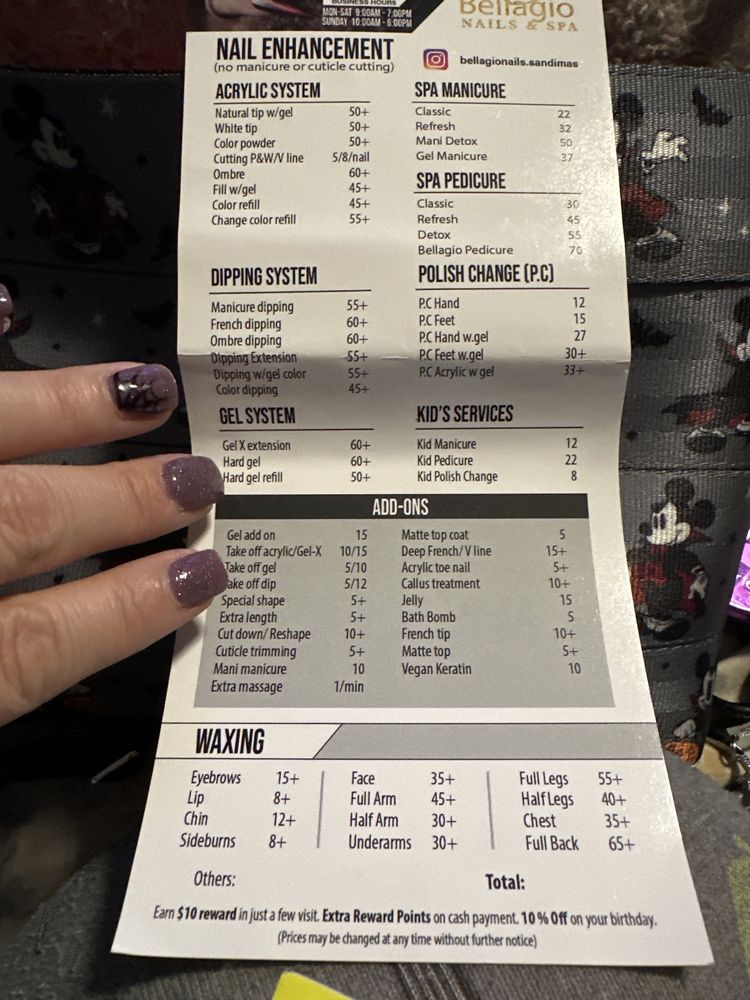 BUSINESS HOURS
MON-SAT 9:00AM - 7:00PM
SUNDAY 10:00AM - 6:00PM
Bellagio
NAILS & SPA
NAIL ENHANCEMENT
(no manicure or cuticle cutting)
bellagionails.sandimas
ACRYLIC SYSTEM
Natural tip w/gel 50+
White tip 50+
Color powder 50+
Cutting P&W/V line 5/8/nail
Ombre 60+
Fill w/gel 45+
Color refill 45+
Change color refill 55+
SPA MANICURE
Classic 22
Refresh 32
Mani Detox 50
Gel Manicure 37
SPA PEDICURE
Classic 30
Refresh 45
Detox 55
Bellagio Pedicure 70
DIPPING SYSTEM
Manicure dipping 55+
French dipping 60+
Ombre dipping 60+
Dipping Extension 55+
Dipping w/gel color 55+
Color dipping 45+
POLISH CHANGE (P.C)
P.C Hand 12
P.C Feet 15
P.C Hand w.gel 27
P.C Feet w.gel 30+
P.C Acrylic w gel 33+
GEL SYSTEM
Gel X extension 60+
Hard gel 60+
Hard gel refill 50+
KID'S SERVICES
Kid Manicure 12
Kid Pedicure 22
Kid Polish Change 8
ADD-ONS
Gel add on 15
Take off acrylic/Gel-X 10/15
Take off gel 5/10
ake off dip 5/12
Special shape 5+
Extra length 5+
Cut down/ Reshape 10+
Cuticle trimming 5+
Mani manicure 10
Extra massage 1/min
Matte top coat 5
Deep French/ V line 15+
Acrylic toe nail 5+
Callus treatment 10+
Jelly 15
Bath Bomb 5
French tip 10+
Matte top 5+
Vegan Keratin 10
WAXING
Eyebrows 15+
Lip 8+
Chin 12+
Sideburns 8+
Face 35+
Full Arm 45+
Half Arm 30+
Underarms 30+
Full Legs 55+
Half Legs 40+
Chest 35+
Full Back 65+
Others:
Total:
Earn $10 reward in just a few visit. Extra Reward Points on cash payment. 10 % Off on your birthday.
(Prices may be changed at any time without further notice)